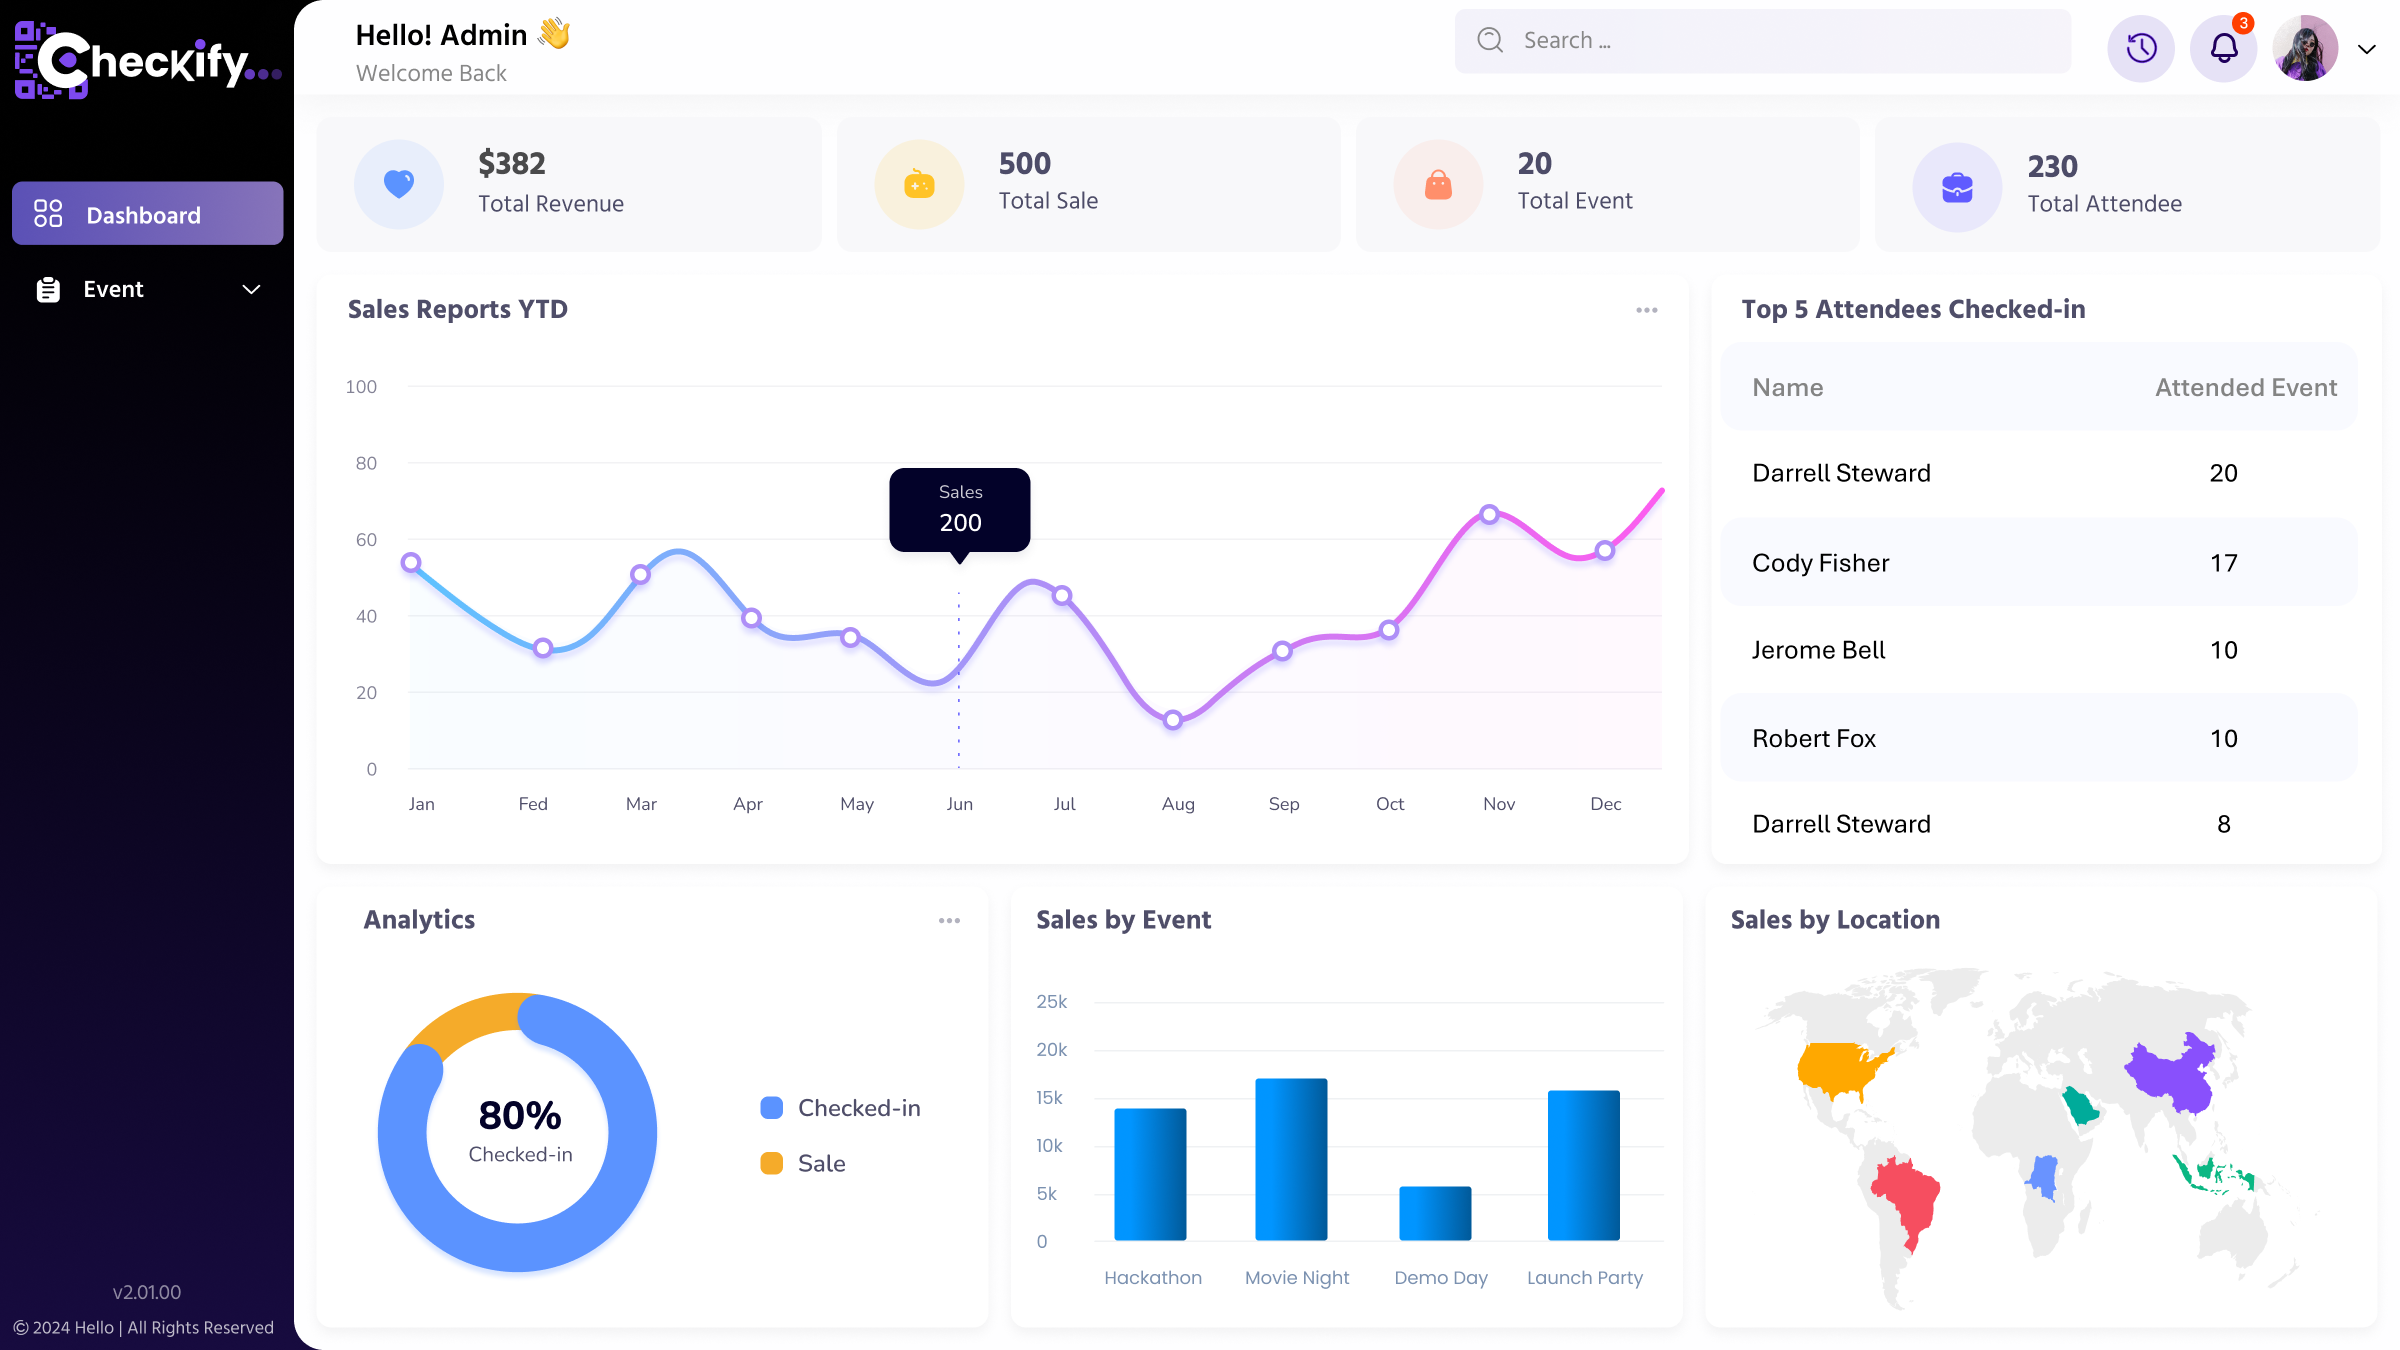 Checkify...
Hello! Admin 👋
Welcome Back
Search ...
3
Dashboard
Event
$382
Total Revenue
500
Total Sale
20
Total Event
230
Total Attendee
Sales Reports YTD
100
80
60
40
20
0
Sales
200
Jan Fed Mar Apr May Jun Jul Aug Sep Oct Nov Dec
Top 5 Attendees Checked-in
Name Attended Event
Darrell Steward 20
Cody Fisher 17
Jerome Bell 10
Robert Fox 10
Darrell Steward 8
Analytics
80%
Checked-in
Checked-in
Sale
Sales by Event
25k
20k
15k
10k
5k
0
Hackathon Movie Night Demo Day Launch Party
Sales by Location
v2.01.00
© 2024 Hello | All Rights Reserved